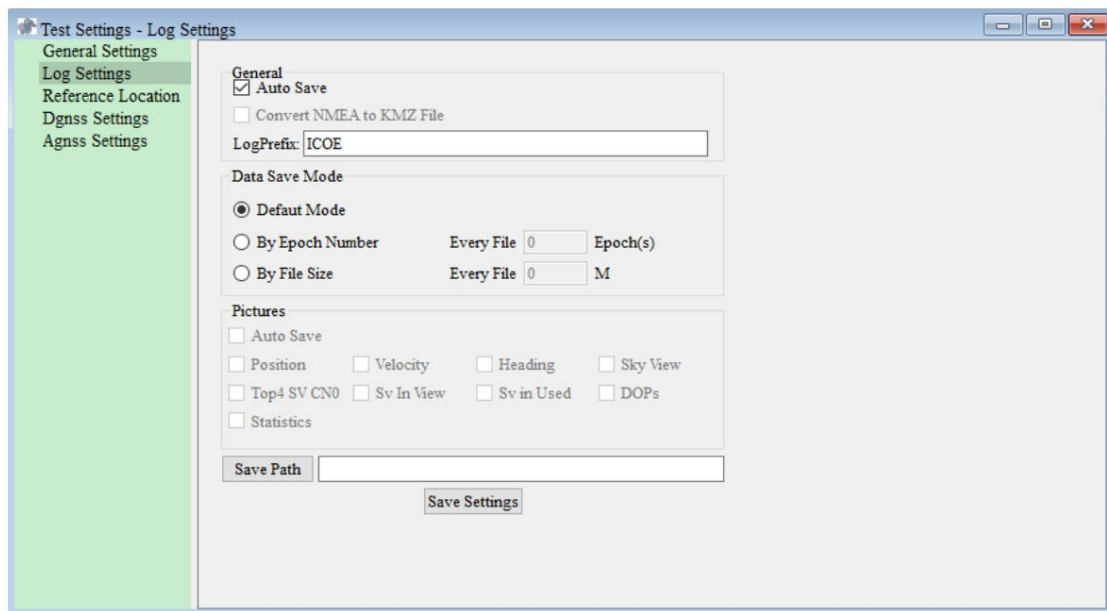 Test Settings - Log Settings
General Settings
Log Settings
Reference Location
Dgnss Settings
Agnss Settings
General
Auto Save
Convert NMEA to KMZ File
LogPrefix: ICOE
Data Save Mode
Defaut Mode
By Epoch Number Every File 0 Epoch(s)
By File Size Every File 0 M
Pictures
Auto Save
Position Velocity Heading Sky View
Top4 SV CN0 Sv In View Sv in Used DOPs
Statistics
Save Path
Save Settings